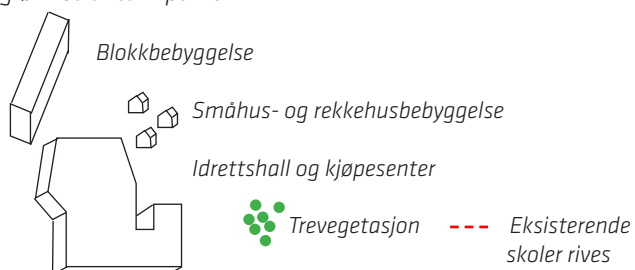 Blokkbebyggelse
Småhus- og rekkehusbebyggelse
Idrettshall og kjøpesenter
Trevegetasjon
Eksisterende
skoler rives